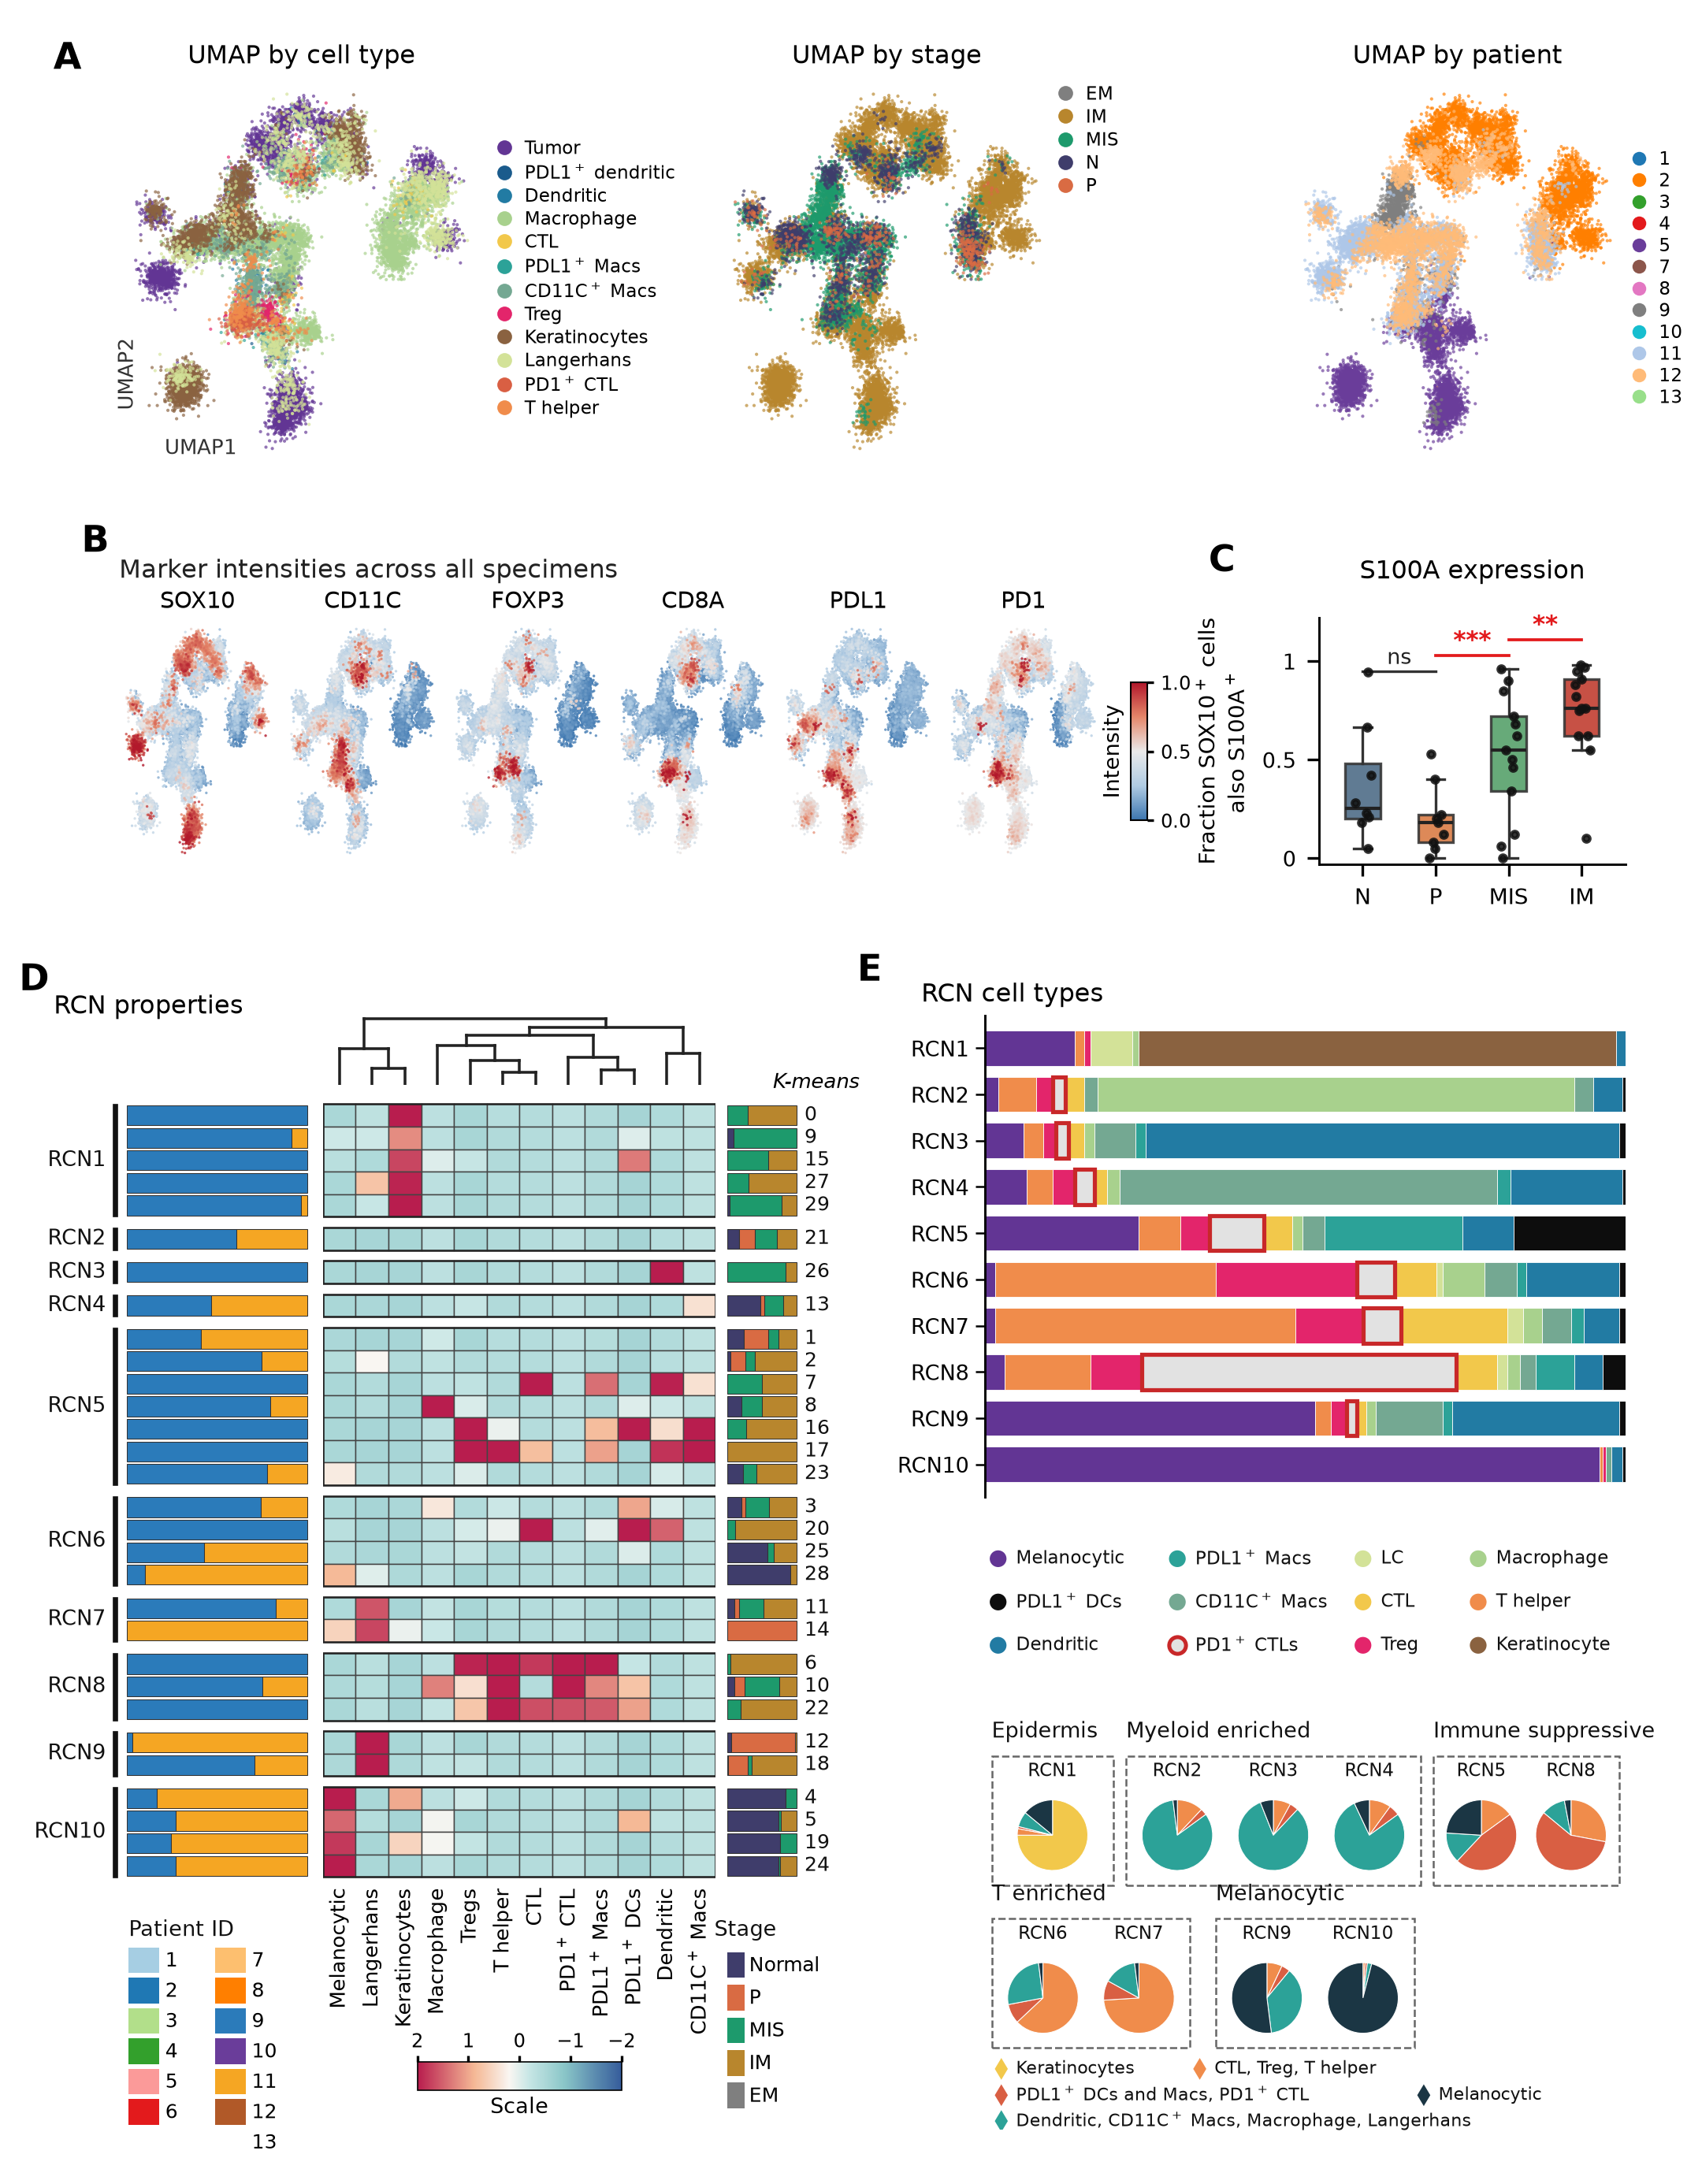 A
UMAP by cell type
UMAP by stage
UMAP by patient
Tumor
PDL1+ dendritic
Dendritic
Macrophage
CTL
PDL1+ Macs
CD11C+ Macs
Treg
Keratinocytes
Langerhans
PD1+ CTL
T helper
UMAP2
UMAP1
EM
IM
MIS
N
P
1
2
3
4
5
7
8
9
10
11
12
13
B
Marker intensities across all specimens
SOX10
CD11C
FOXP3
CD8A
PDL1
PD1
Intensity
1.0
0.5
0.0
C
S100A expression
Fraction SOX10+ cells
also S100A+
ns
***
**
1
0.5
0
N
P
MIS
IM
D
RCN properties
K-means
RCN1
0
9
15
27
29
RCN2
21
RCN3
26
RCN4
13
RCN5
1
2
7
8
16
17
23
RCN6
3
20
25
28
RCN7
11
14
RCN8
6
10
22
RCN9
12
18
RCN10
4
5
19
24
Melanocytic
Langerhans
Keratinocytes
Macrophage
Tregs
T helper
CTL
PD1+ CTL
PDL1+ Macs
PDL1+ DCs
Dendritic
CD11C+ Macs
Patient ID
1
2
3
4
5
6
7
8
9
10
11
12
13
2
1
0
−1
−2
Scale
Stage
Normal
P
MIS
IM
EM
E
RCN cell types
RCN1
RCN2
RCN3
RCN4
RCN5
RCN6
RCN7
RCN8
RCN9
RCN10
Melanocytic
PDL1+ Macs
LC
Macrophage
PDL1+ DCs
CD11C+ Macs
CTL
T helper
Dendritic
PD1+ CTLs
Treg
Keratinocyte
Epidermis
Myeloid enriched
Immune suppressive
RCN1
RCN2
RCN3
RCN4
RCN5
RCN8
T enriched
Melanocytic
RCN6
RCN7
RCN9
RCN10
Keratinocytes
CTL, Treg, T helper
PDL1+ DCs and Macs, PD1+ CTL
Melanocytic
Dendritic, CD11C+ Macs, Macrophage, Langerhans